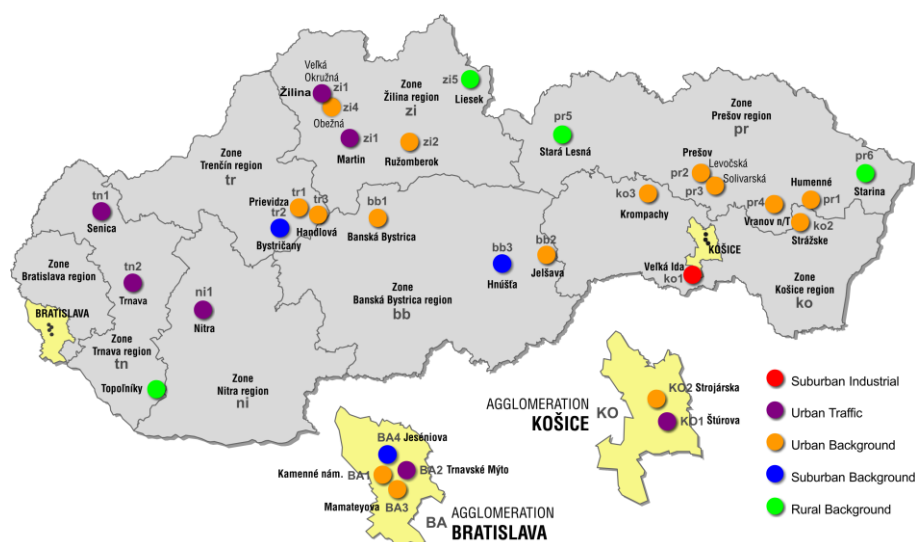 Veľká
Okružná
Žilina
zi1
zi4
Obežná
zi1
Martin
Zone
Žilina region
zi
zi2
Ružomberok
zi5
Liesek
pr5
Stará Lesná
Zone
Prešov region
pr
Prešov
Levočská
pr2
Solivarská
pr3
pr6
Starina
Humenné
pr1
pr4
Vranov n/T
ko2
Strážske
ko3
Krompachy
KOŠICE
Veľká Ida
ko1
Zone
Košice region
ko
Zone
Trenčín region
tr
tr1
Prievidza
tr3
Handlová
tr2
Bystričany
bb1
Banská Bystrica
bb3
Hnúšťa
bb2
Jelšava
Zone
Banská Bystrica region
bb
tn1
Senica
Zone
Bratislava region
BRATISLAVA
tn2
Trnava
Zone
Trnava region
tn
Topoľníky
ni1
Nitra
Zone
Nitra region
ni
BA4 Jeséniova
Kamenné nám. BA1
BA2 Trnavské Mýto
Mamateyova BA3
AGGLOMERATION
BA BRATISLAVA
AGGLOMERATION
KOŠICE KO
KO2 Strojárska
KO1 Štúrova
Suburban Industrial
Urban Traffic
Urban Background
Suburban Background
Rural Background